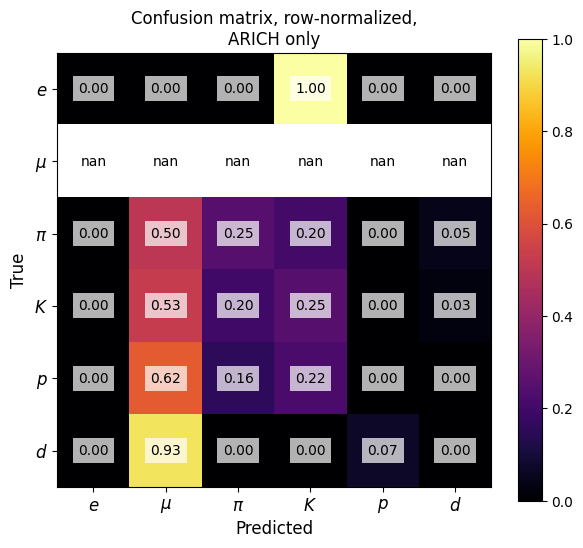 Confusion matrix, row-normalized,
ARICH only
True
e 0.00 0.00 0.00 1.00 0.00 0.00
μ nan nan nan nan nan nan
π 0.00 0.50 0.25 0.20 0.00 0.05
K 0.00 0.53 0.20 0.25 0.00 0.03
p 0.00 0.62 0.16 0.22 0.00 0.00
d 0.00 0.93 0.00 0.00 0.07 0.00
e μ π K p d
Predicted
1.0
0.8
0.6
0.4
0.2
0.0